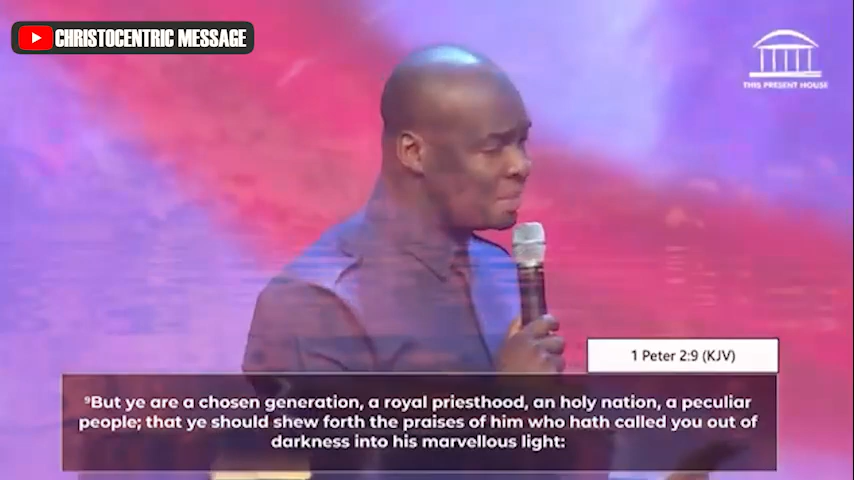 CHRISTOCENTRIC MESSAGE
THIS PRESENT HOUSE
1 Peter 2:9 (KJV)
⁹But ye are a chosen generation, a royal priesthood, an holy nation, a peculiar
people; that ye should shew forth the praises of him who hath called you out of
darkness into his marvellous light: